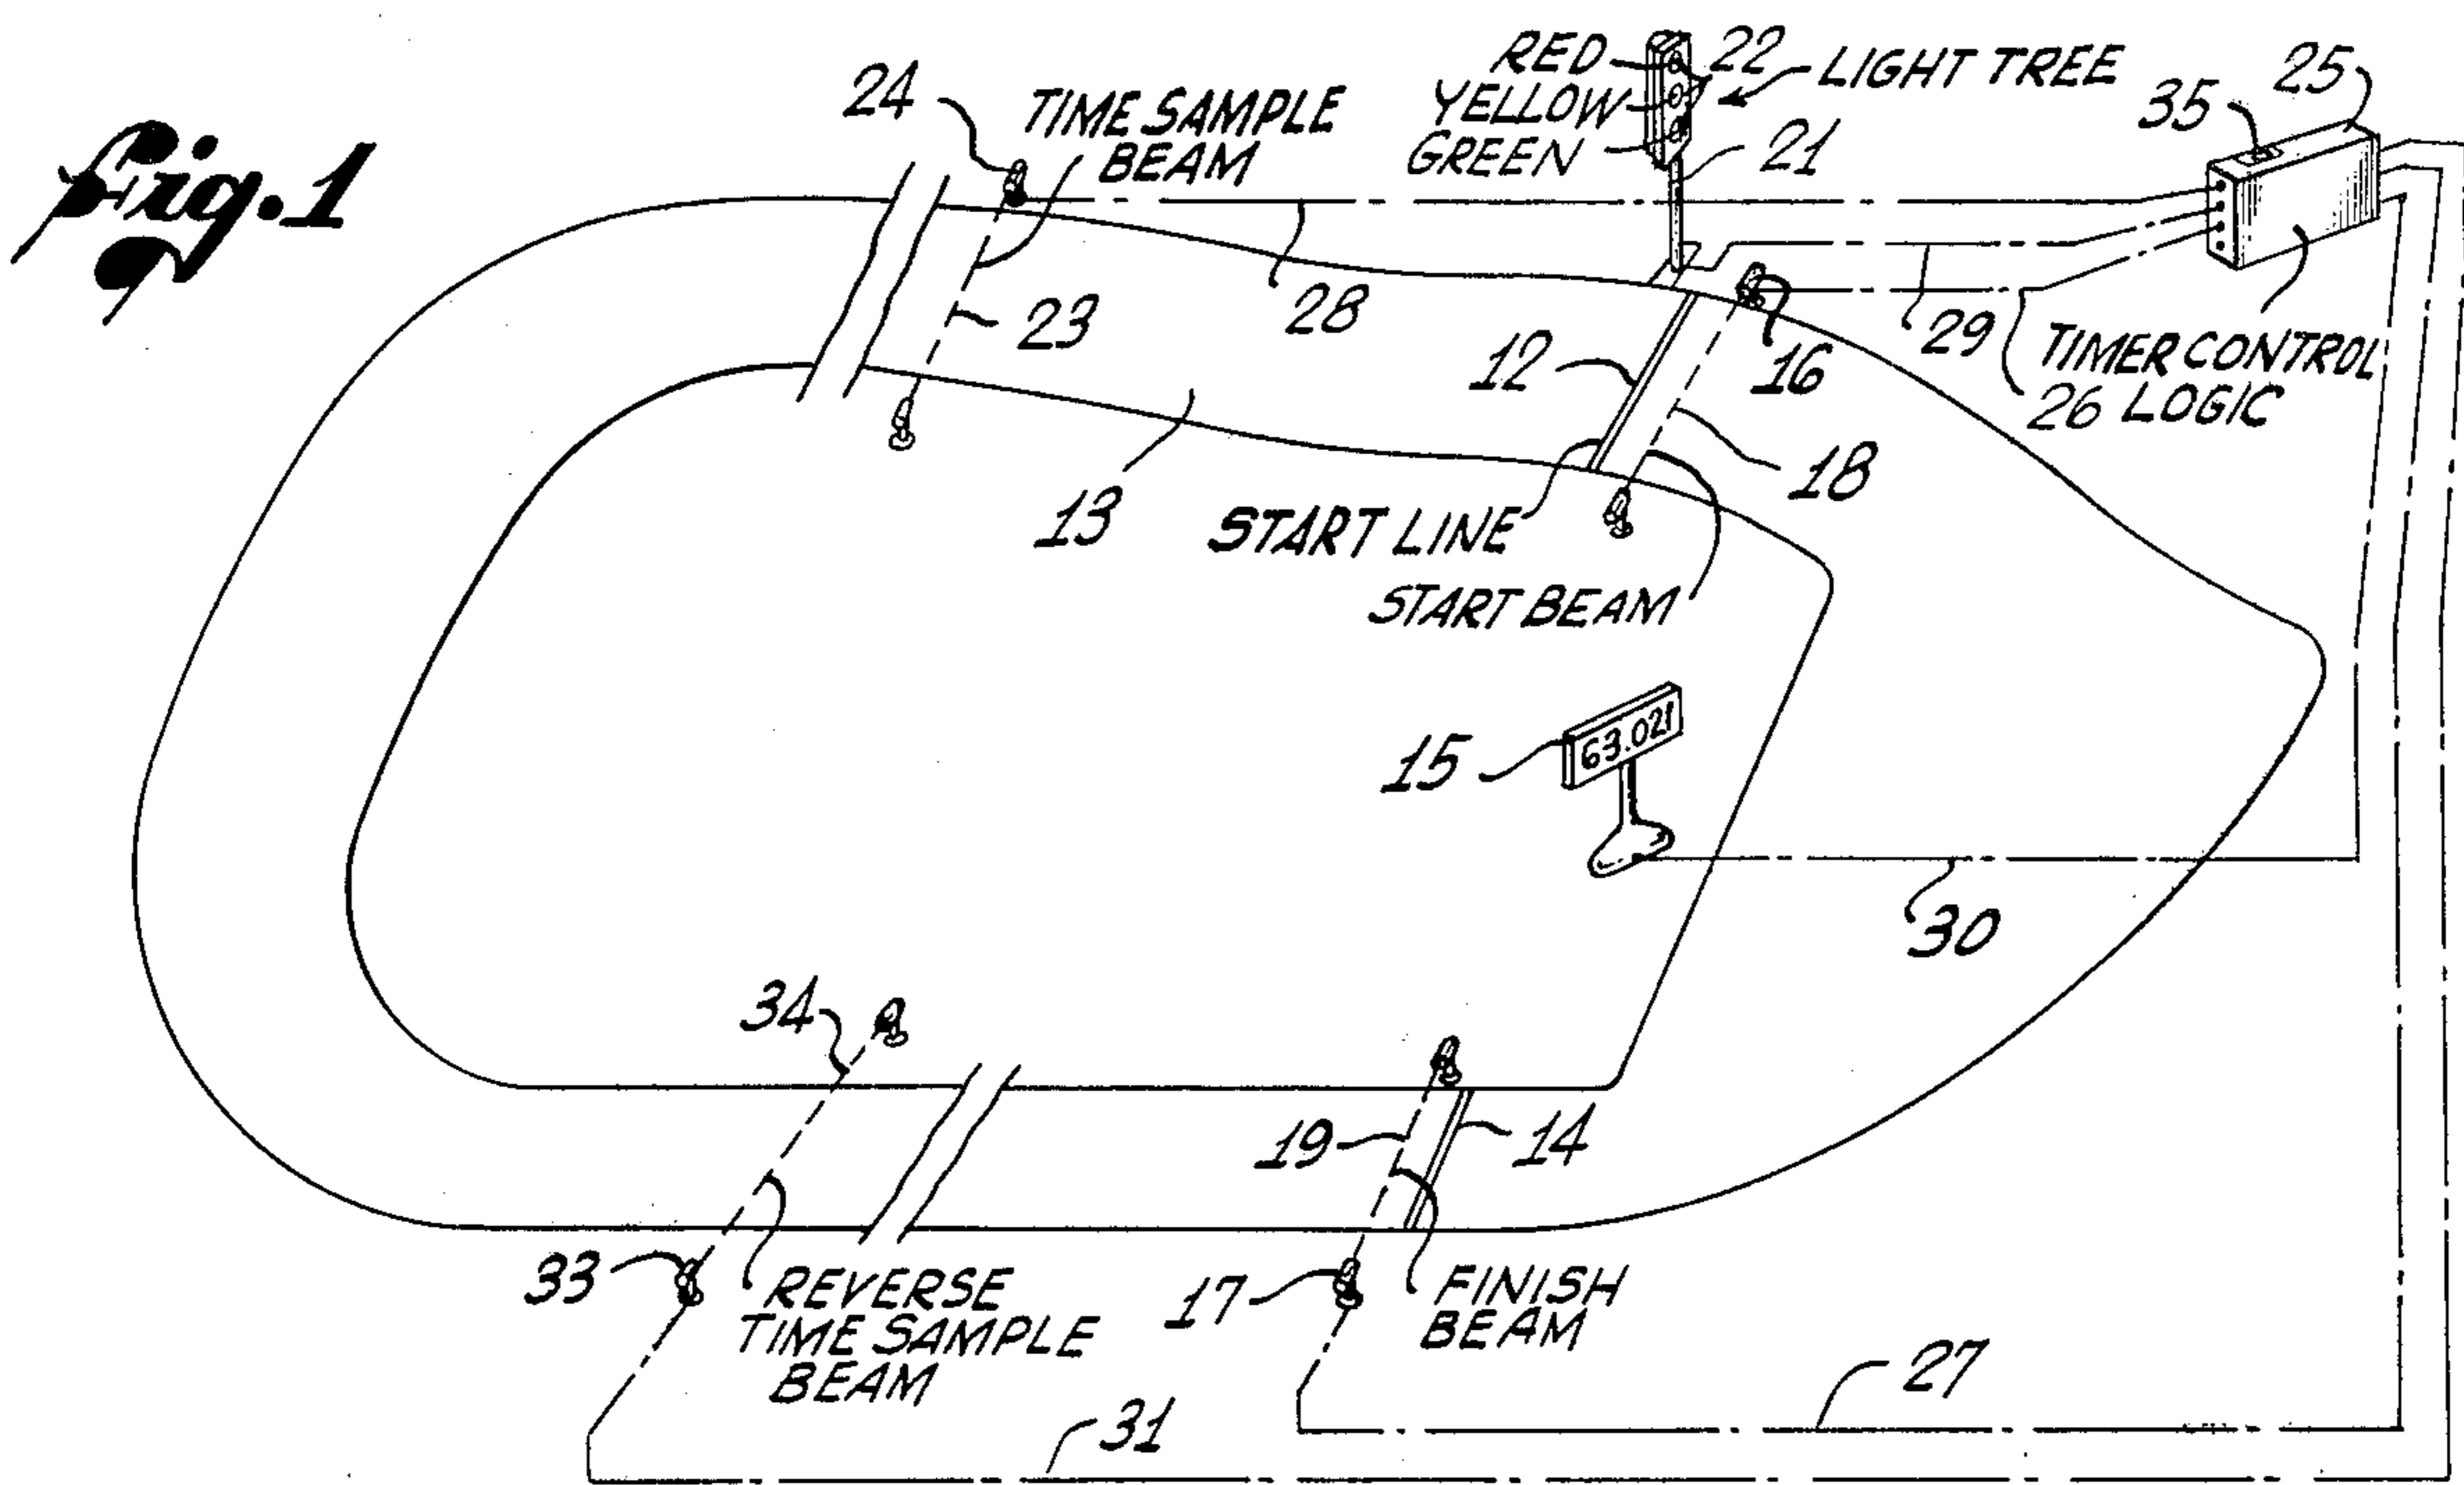 Fig. 1
24
TIME SAMPLE
BEAM
RED
YELLOW
GREEN
22
LIGHT TREE
21
35
25
23
28
12
16
29
TIMER CONTROL
26 LOGIC
18
13
START LINE
START BEAM
15
63.021
30
34
19
14
33
REVERSE
TIME SAMPLE
BEAM
17
FINISH
BEAM
27
31